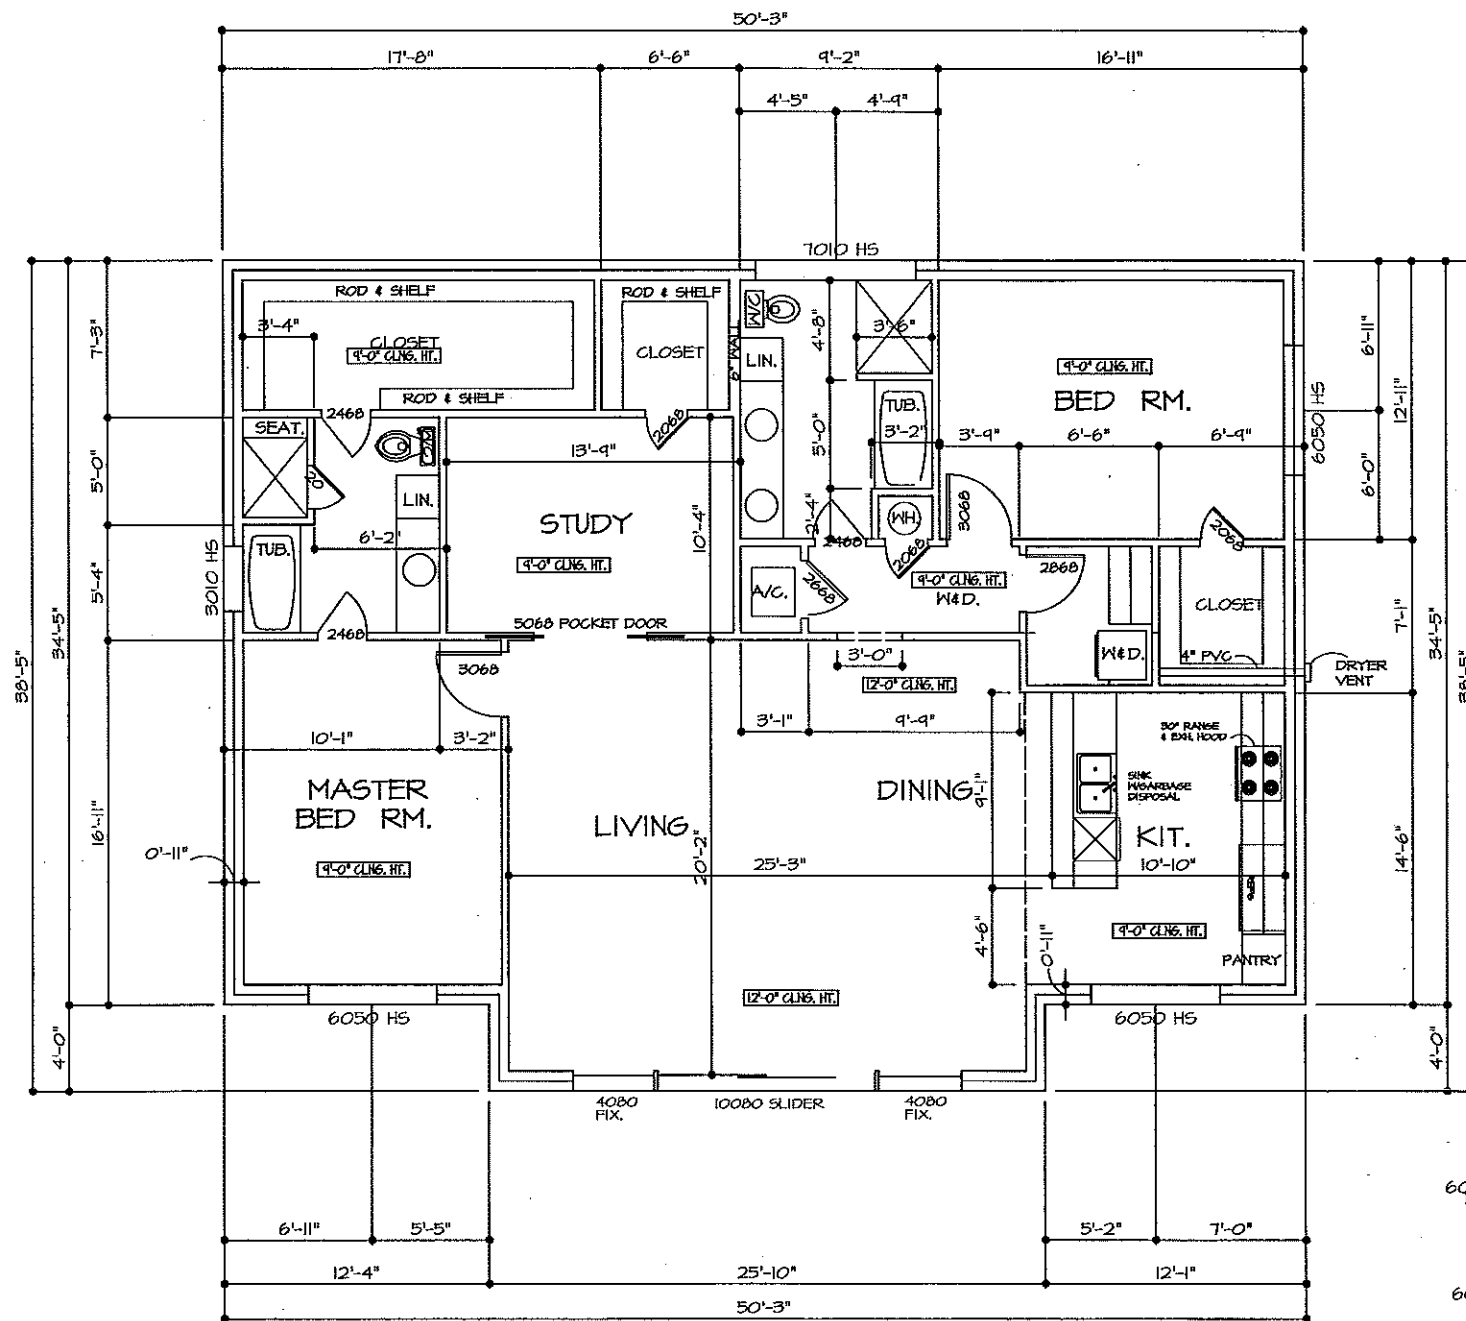 50'-3"
17'-8" 6'-6" 9'-2" 16'-11"
4'-5" 4'-9"
7010 HS
ROD & SHELF ROD & SHELF W/C
3'-4" CLOSET
9'-0" CLNG. HT.
CLOSET
LIN.
4'-8" 3'-6"
9'-0" CLNG. HT.
BED RM.
ROD & SHELF
7'-3"
6'-11"
12'-11"
6050 HS
6'-0"
SEAT. 2468 W/C
2068
TUB.
3'-2" 3'-9" 6'-6" 6'-9"
13'-9"
5'-0"
5'-0"
LIN.
STUDY
10'-4"
2'-4"
WH.
3068
2068
6'-2"
TUB.
3010 HS
5'-4"
9'-0" CLNG. HT.
2468
2068
A/C.
2668
9'-0" CLNG. HT.
W&D.
2868
CLOSET
7'-1"
38'-5"
34'-5"
34'-5"
2468 5068 POCKET DOOR
3068
3'-0"
W&D.
4" PVC
DRYER
VENT
12'-0" CLNG. HT.
3'-1" 9'-9"
30" RANGE
& EXH. HOOD
10'-1" 3'-2"
MASTER
BED RM.
LIVING
DINING
9'-1"
SINK
W/GARBAGE
DISPOSAL
KIT.
16'-11"
0'-11"
9'-0" CLNG. HT.
20'-2"
25'-3" 10'-10"
REF.
14'-6"
4'-6"
0'-11"
9'-0" CLNG. HT.
PANTRY
12'-0" CLNG. HT.
6050 HS 6050 HS
4'-0" 4'-0"
4080
FIX.
10080 SLIDER
4080
FIX.
6'-11" 5'-5" 5'-2" 7'-0"
12'-4" 25'-10" 12'-1"
50'-3"